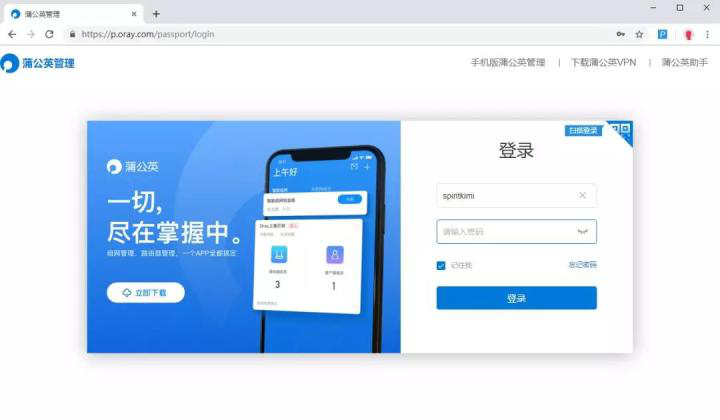 蒲公英管理
https://p.oray.com/passport/login
蒲公英管理
手机版蒲公英管理 | 下载蒲公英VPN | 蒲公英助手
扫描登录
登录
蒲公英
一切,
尽在掌握中。
组网管理、路由器管理,一个APP全都搞定
立即下载
上午好
3
1
spiritkimi
请输入密码
记住我
忘记密码
登录